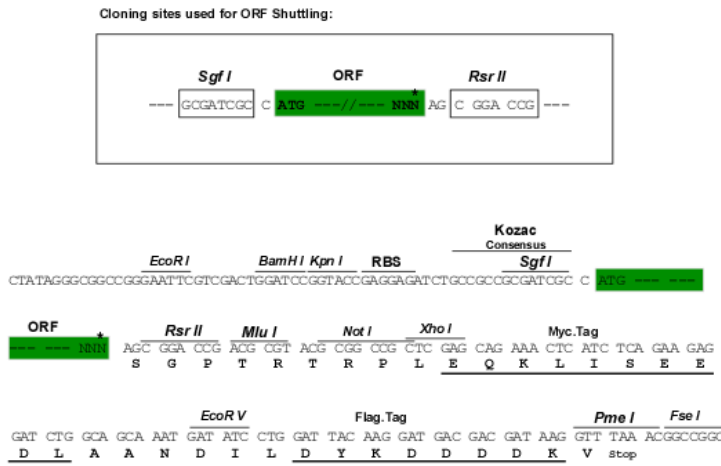 Cloning sites used for ORF Shuttling:
Sgf I ORF Rsr II
--- GCGATCGC C ATG ---//--- NNN* AG C GGA CCG ---
Kozac
Consensus
EcoR I BamH I Kpn I RBS Sgf I
CTATAGGGCGGCCGGGAATTCGTCGACTGGATCCGGTACCGAGGAGATCTGCCGCCGCGATCGC C ATG --- ---
ORF Rsr II Mlu I Not I Xho I Myc.Tag
--- --- NNN* AGC GGA CCG ACG CGT ACG CGG CCG CTC GAG CAG AAA CTC ATC TCA GAA GAG
S G P T R T R P L E Q K L I S E E
EcoR V Flag.Tag Pme I Fse I
GAT CTG GCA GCA AAT GAT ATC CTG GAT TAC AAG GAT GAC GAC GAT AAG GTT TAA ACGGCCGGC
D L A A N D I L D Y K D D D D K V Stop